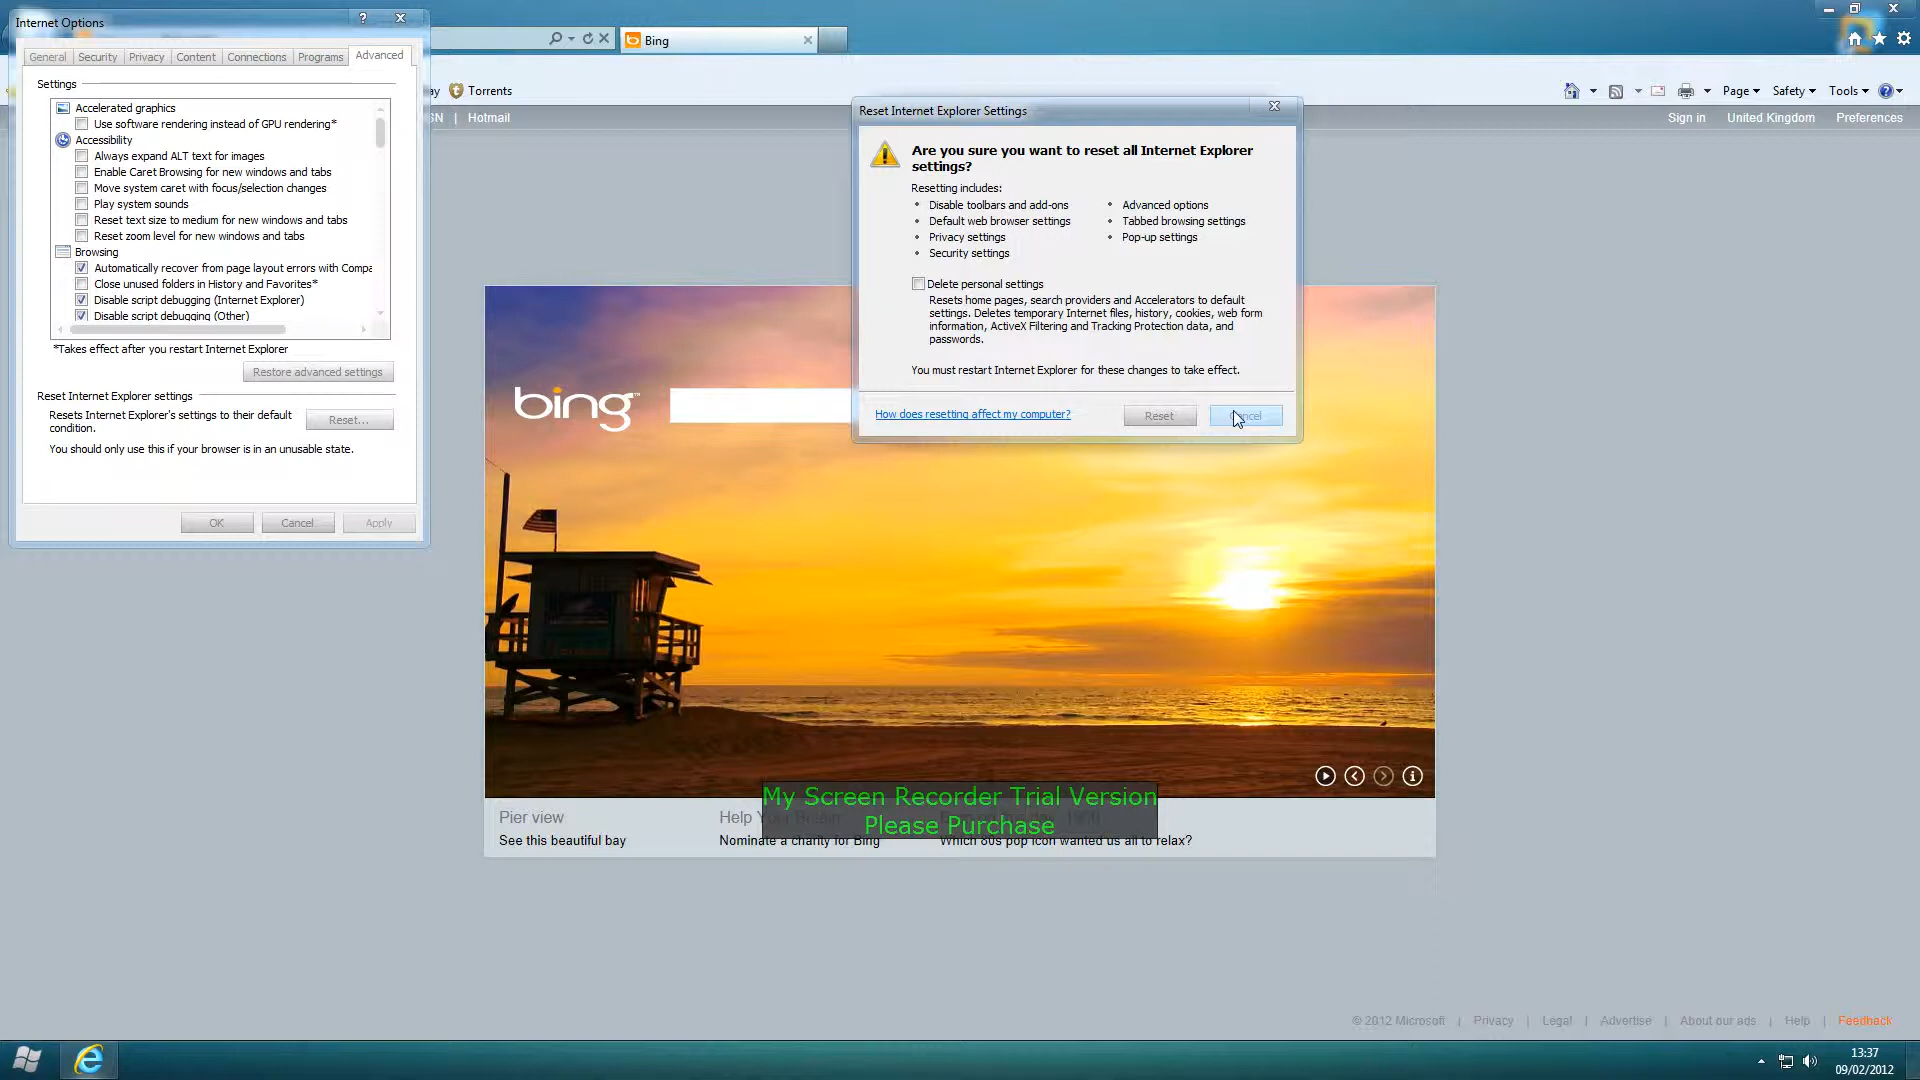 Internet Options
General
Security
Privacy
Content
Connections
Programs
Advanced
Settings
Accelerated graphics
Use software rendering instead of GPU rendering*
Accessibility
Always expand ALT text for images
Enable Caret Browsing for new windows and tabs
Move system caret with focus/selection changes
Play system sounds
Reset text size to medium for new windows and tabs
Reset zoom level for new windows and tabs
Browsing
Automatically recover from page layout errors with Compa
Close unused folders in History and Favorites*
Disable script debugging (Internet Explorer)
Disable script debugging (Other)
*Takes effect after you restart Internet Explorer
Restore advanced settings
Reset Internet Explorer settings
Resets Internet Explorer's settings to their default
condition.
Reset...
You should only use this if your browser is in an unusable state.
OK
Cancel
Apply
Bing
ay
Torrents
Page
Safety
Tools
SN | Hotmail
Sign in
United Kingdom
Preferences
Reset Internet Explorer Settings
Are you sure you want to reset all Internet Explorer
settings?
Resetting includes:
• Disable toolbars and add-ons
• Default web browser settings
• Privacy settings
• Security settings
• Advanced options
• Tabbed browsing settings
• Pop-up settings
Delete personal settings
Resets home pages, search providers and Accelerators to default
settings. Deletes temporary Internet files, history, cookies, web form
information, ActiveX Filtering and Tracking Protection data, and
passwords.
You must restart Internet Explorer for these changes to take effect.
How does resetting affect my computer?
Reset
Cancel
bing™
My Screen Recorder Trial Version
Please Purchase
Pier view
See this beautiful bay
Help
Nominate a charity for Bing
Which 80s pop icon wanted us all to relax?
© 2012 Microsoft | Privacy | Legal | Advertise | About our ads | Help | Feedback
13:37
09/02/2012